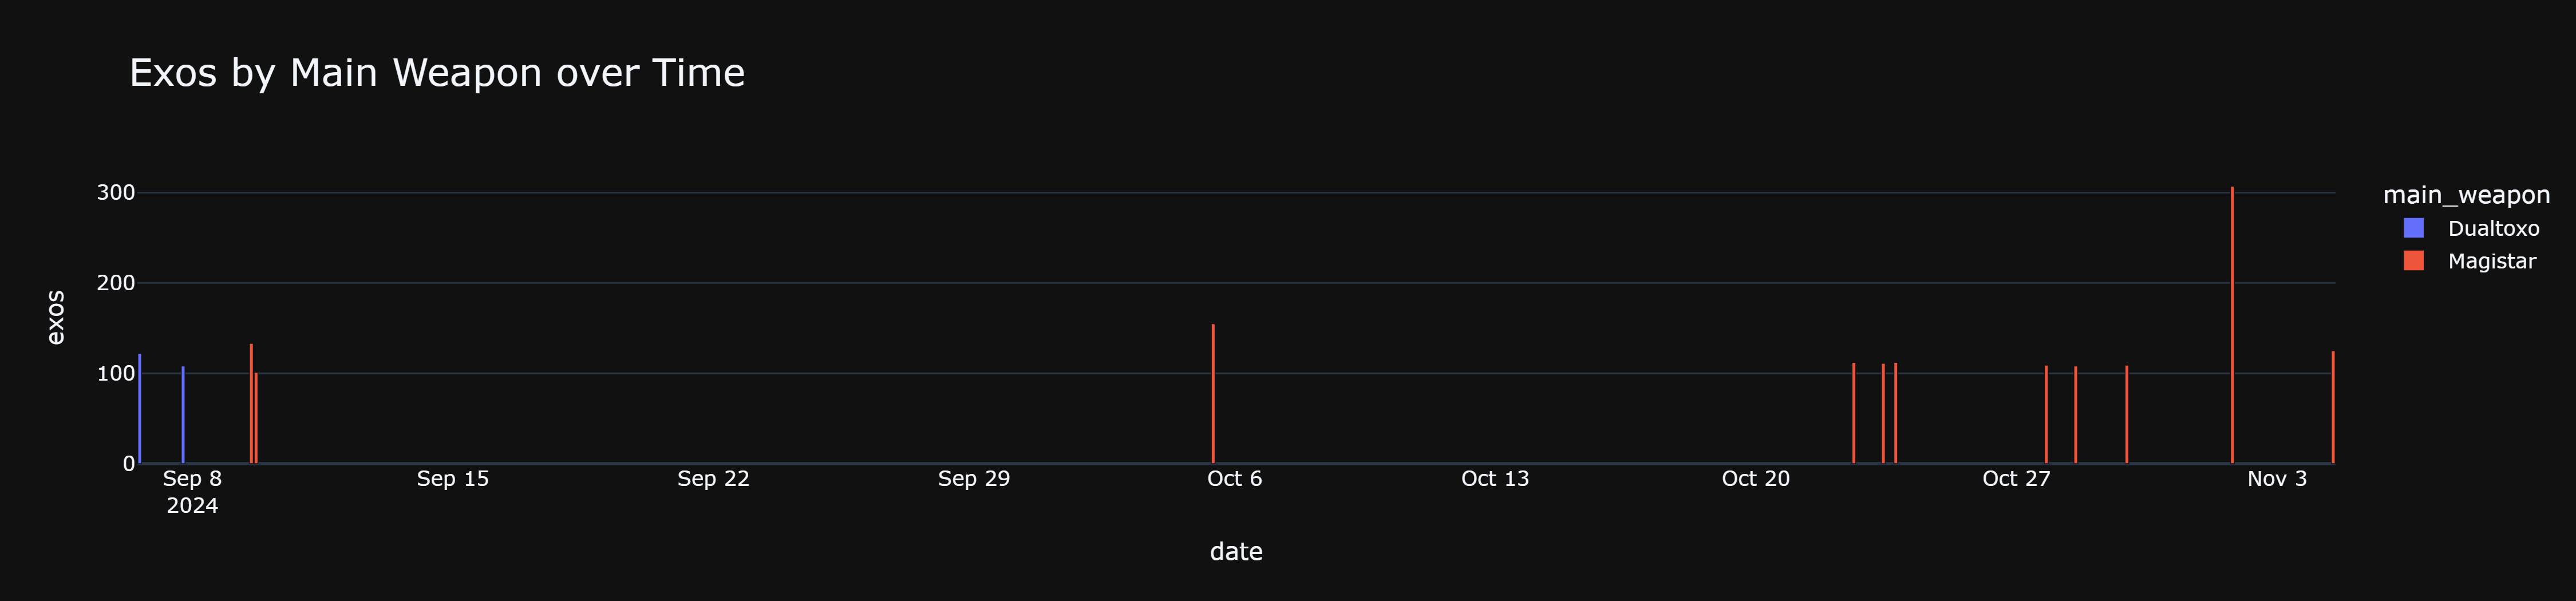 Exos by Main Weapon over Time
300
200
100
0
exos
Sep 8
2024
Sep 15
Sep 22
Sep 29
Oct 6
Oct 13
Oct 20
Oct 27
Nov 3
date
main_weapon
Dualtoxo
Magistar